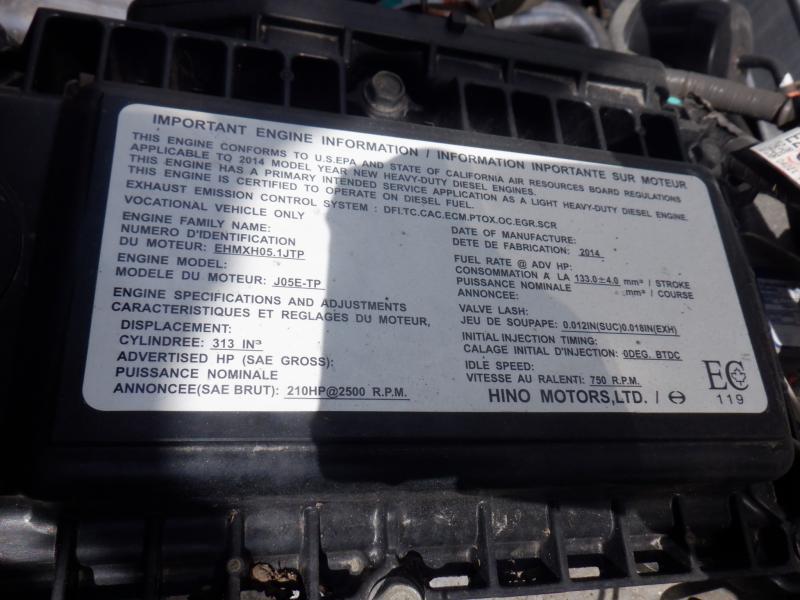 IMPORTANT ENGINE INFORMATION / INFORMATION INPORTANTE SUR MOTEUR
THIS ENGINE CONFORMS TO U.S.EPA AND STATE OF CALIFORNIA AIR RESOURCES BOARD REGULATIONS
APPLICABLE TO 2014 MODEL YEAR NEW HEAVY-DUTY DIESEL ENGINES.
THIS ENGINE HAS A PRIMARY INTENDED SERVICE APPLICATION AS A LIGHT HEAVY-DUTY DIESEL ENGINE.
THIS ENGINE IS CERTIFIED TO OPERATE ON DIESEL FUEL.
EXHAUST EMISSION CONTROL SYSTEM : DFI.TC.CAC.ECM.PTOX.OC.EGR.SCR
VOCATIONAL VEHICLE ONLY
ENGINE FAMILY NAME:
NUMERO D'IDENTIFICATION
DU MOTEUR: EHMXH05.1JTP
ENGINE MODEL:
MODELE DU MOTEUR: J05E-TP
ENGINE SPECIFICATIONS AND ADJUSTMENTS
CARACTERISTIQUES ET REGLAGES DU MOTEUR,
DISPLACEMENT:
CYLINDREE: 313 IN³
ADVERTISED HP (SAE GROSS):
PUISSANCE NOMINALE
ANNONCEE(SAE BRUT): 210HP@2500 R.P.M.
DATE OF MANUFACTURE:
DETE DE FABRICATION: 2014
FUEL RATE @ ADV HP:
CONSOMMATION A LA 133.0±4.0 mm³ / STROKE
PUISSANCE NOMINALE mm³ / COURSE
ANNONCEE:
VALVE LASH:
JEU DE SOUPAPE: 0.012IN(SUC)0.018IN(EXH)
INITIAL INJECTION TIMING:
CALAGE INITIAL D'INJECTION: 0DEG. BTDC
IDLE SPEED:
VITESSE AU RALENTI: 750 R.P.M.
HINO MOTORS,LTD. /
EC
119